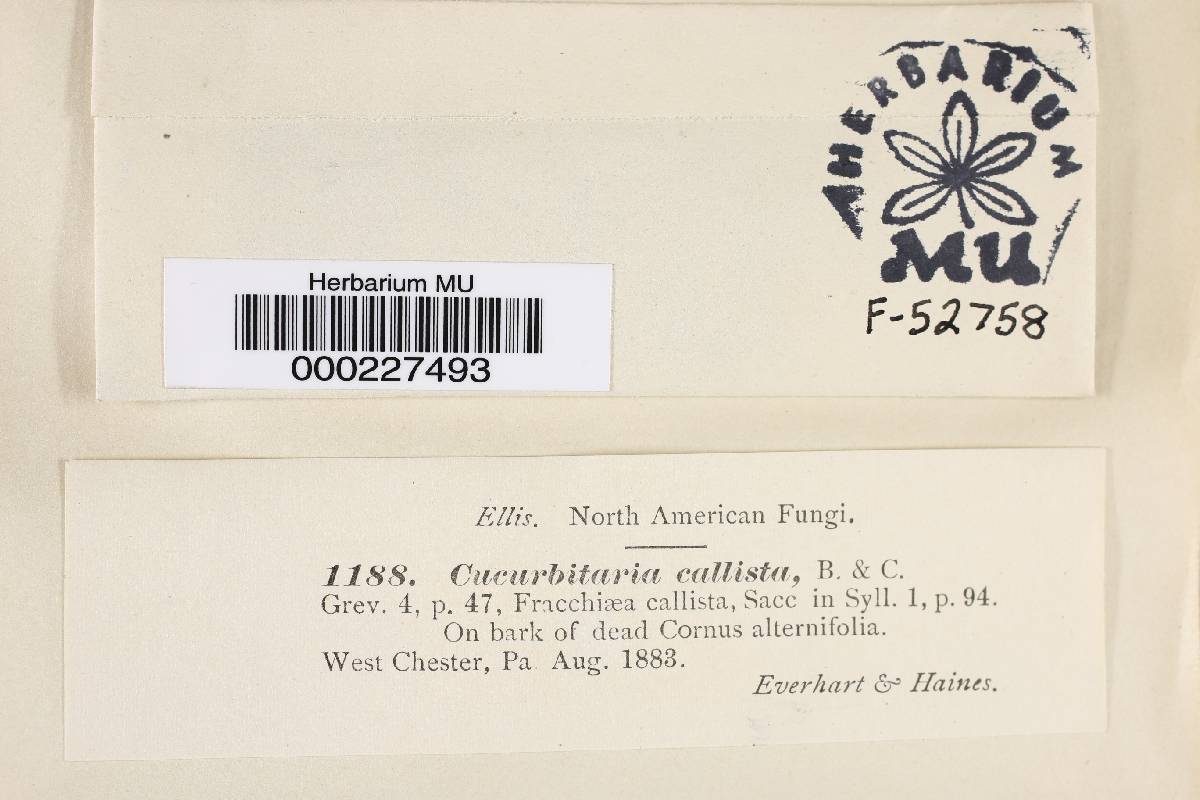 HERBARIUM
MU
F-52758
Herbarium MU
000227493
Ellis. North American Fungi.
1188. Cucurbitaria callista, B. & C.
Grev. 4, p. 47, Fracchiæa callista, Sacc in Syll. 1, p. 94.
On bark of dead Cornus alternifolia.
West Chester, Pa Aug. 1883.
Everhart & Haines.